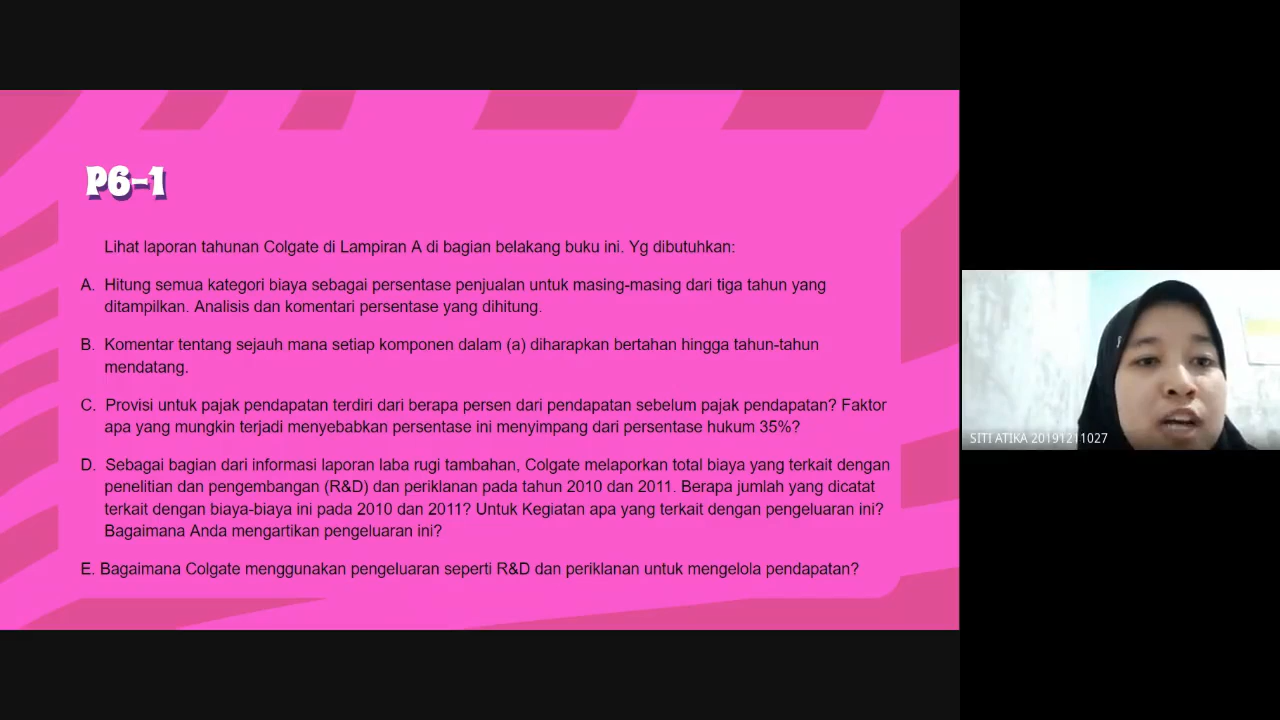 P6-1
Lihat laporan tahunan Colgate di Lampiran A di bagian belakang buku ini. Yg dibutuhkan:
A. Hitung semua kategori biaya sebagai persentase penjualan untuk masing-masing dari tiga tahun yang
ditampilkan. Analisis dan komentari persentase yang dihitung.
B. Komentar tentang sejauh mana setiap komponen dalam (a) diharapkan bertahan hingga tahun-tahun
mendatang.
C. Provisi untuk pajak pendapatan terdiri dari berapa persen dari pendapatan sebelum pajak pendapatan? Faktor
apa yang mungkin terjadi menyebabkan persentase ini menyimpang dari persentase hukum 35%?
D. Sebagai bagian dari informasi laporan laba rugi tambahan, Colgate melaporkan total biaya yang terkait dengan
penelitian dan pengembangan (R&D) dan periklanan pada tahun 2010 dan 2011. Berapa jumlah yang dicatat
terkait dengan biaya-biaya ini pada 2010 dan 2011? Untuk Kegiatan apa yang terkait dengan pengeluaran ini?
Bagaimana Anda mengartikan pengeluaran ini?
E. Bagaimana Colgate menggunakan pengeluaran seperti R&D dan periklanan untuk mengelola pendapatan?
SITI ATIKA 20191211027